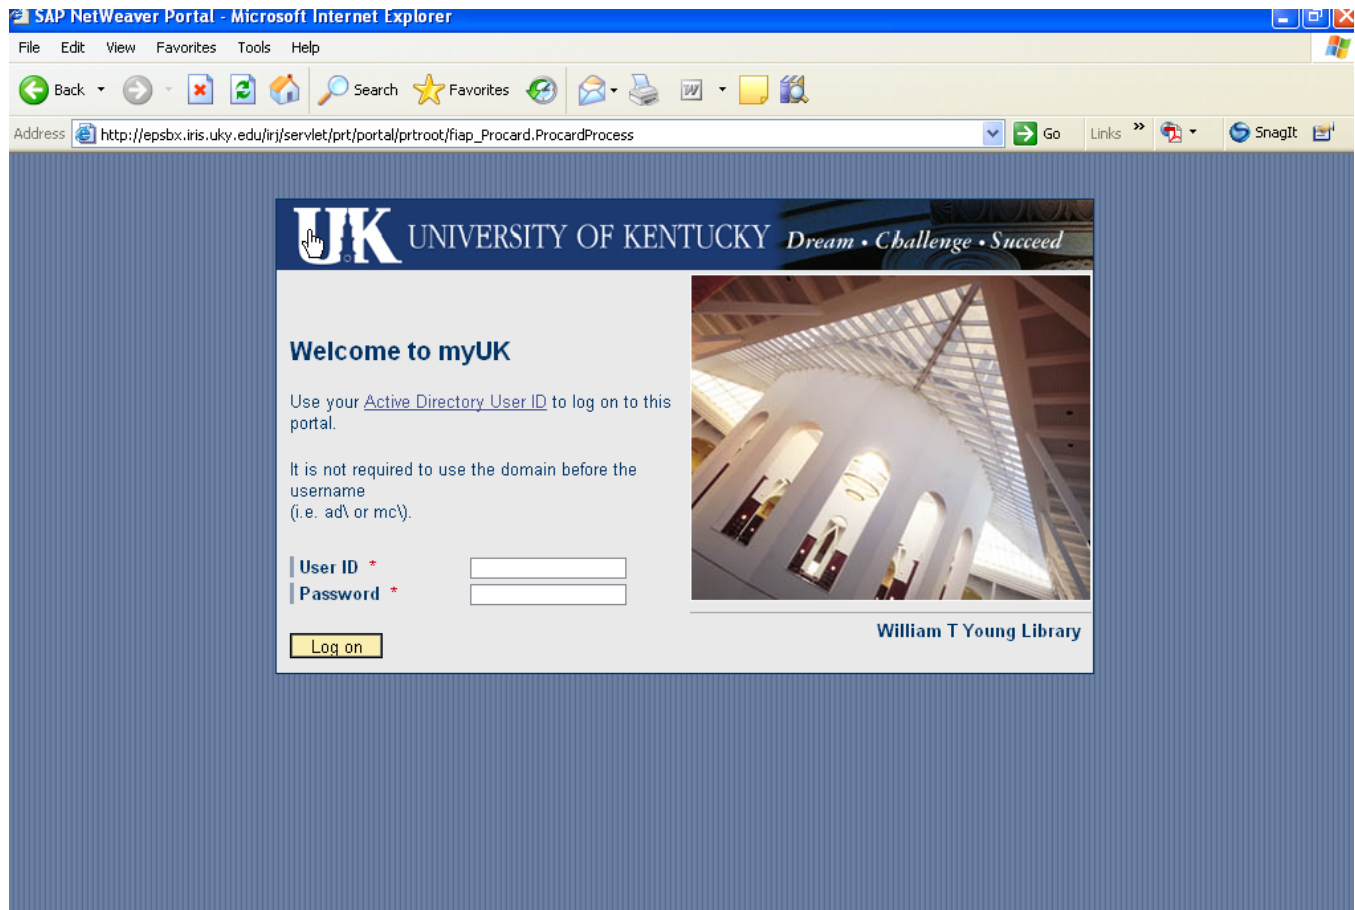 SAP NetWeaver Portal - Microsoft Internet Explorer
File Edit View Favorites Tools Help
Back Search Favorites
Address http://epsbx.iris.uky.edu/irj/servlet/prt/portal/prtroot/fiap_Procard.ProcardProcess Go Links » SnagIt
UK UNIVERSITY OF KENTUCKY Dream • Challenge • Succeed
Welcome to myUK
Use your Active Directory User ID to log on to this
portal.
It is not required to use the domain before the
username
(i.e. ad\ or mc\).
User ID *
Password *
Log on
William T Young Library